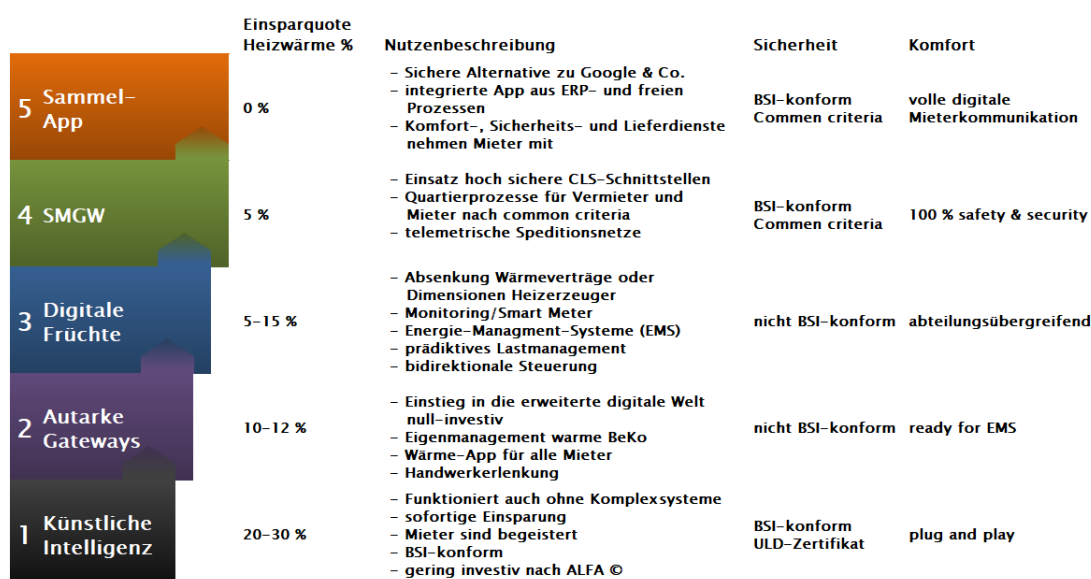 Einsparquote
Heizwärme %
Nutzenbeschreibung
Sicherheit
Komfort
5 Sammel-
App
0 %
– Sichere Alternative zu Google & Co.
– integrierte App aus ERP- und freien
Prozessen
– Komfort-, Sicherheits- und Lieferdienste
nehmen Mieter mit
BSI-konform
Commen criteria
volle digitale
Mieterkommunikation
4 SMGW
5 %
– Einsatz hoch sichere CLS-Schnittstellen
– Quartierprozesse für Vermieter und
Mieter nach common criteria
– telemetrische Speditionsnetze
BSI-konform
Commen criteria
100 % safety & security
3 Digitale
Früchte
5-15 %
– Absenkung Wärmeverträge oder
Dimensionen Heizerzeuger
– Monitoring/Smart Meter
– Energie-Managment-Systeme (EMS)
– prädiktives Lastmanagement
– bidirektionale Steuerung
nicht BSI-konform
abteilungsübergreifend
2 Autarke
Gateways
10-12 %
– Einstieg in die erweiterte digitale Welt
null-investiv
– Eigenmanagement warme BeKo
– Wärme-App für alle Mieter
– Handwerkerlenkung
nicht BSI-konform
ready for EMS
1 Künstliche
Intelligenz
20-30 %
– Funktioniert auch ohne Komplexsysteme
– sofortige Einsparung
– Mieter sind begeistert
– BSI-konform
– gering investiv nach ALFA ©
BSI-konform
ULD-Zertifikat
plug and play